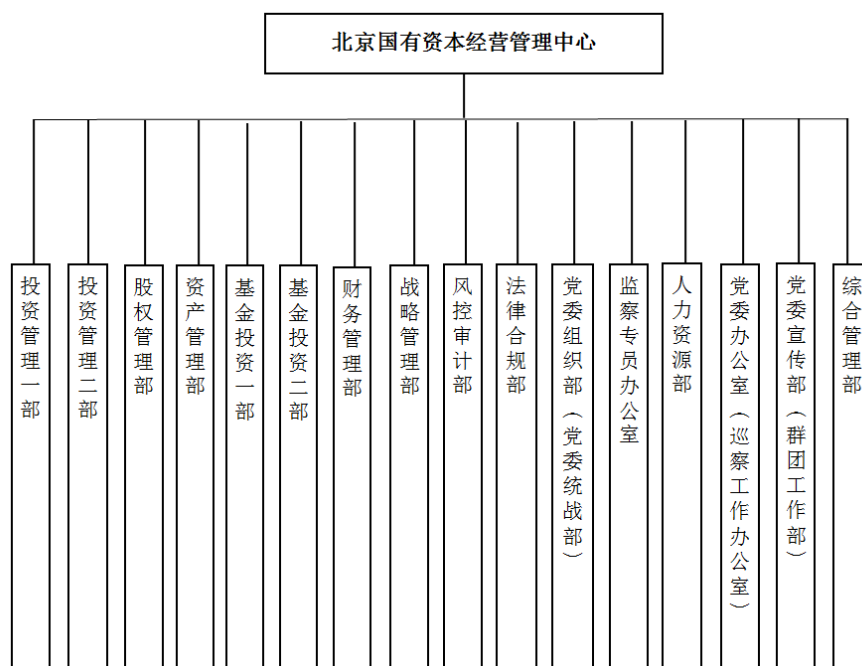 北京国有资本经营管理中心
投资管理一部
投资管理二部
股权管理部
资产管理部
基金投资一部
基金投资二部
财务管理部
战略管理部
风控审计部
法律合规部
党委组织部（党委统战部）
监察专员办公室
人力资源部
党委办公室（巡察工作办公室）
党委宣传部（群团工作部）
综合管理部